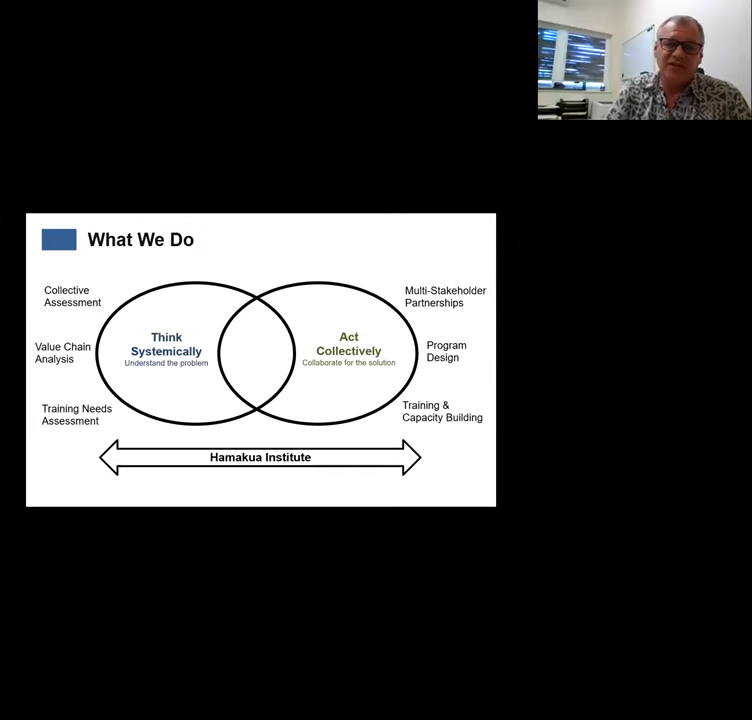 What We Do
Collective
Assessment
Value Chain
Analysis
Training Needs
Assessment
Think
Systemically
Understand the problem
Act
Collectively
Collaborate for the solution
Multi-Stakeholder
Partnerships
Program
Design
Training &
Capacity Building
Hamakua Institute